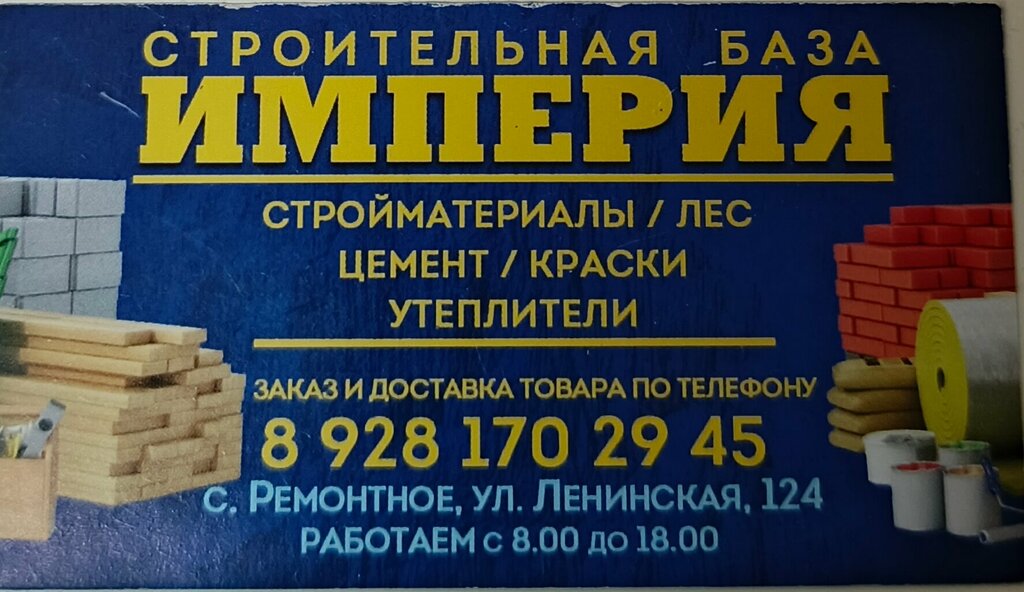 СТРОИТЕЛЬНАЯ БАЗА
ИМПЕРИЯ
СТРОЙМАТЕРИАЛЫ / ЛЕС
ЦЕМЕНТ / КРАСКИ
УТЕПЛИТЕЛИ
ЗАКАЗ И ДОСТАВКА ТОВАРА ПО ТЕЛЕФОНУ
8 928 170 29 45
с. Ремонтное, ул. Ленинская, 124
РАБОТАЕМ с 8.00 до 18.00